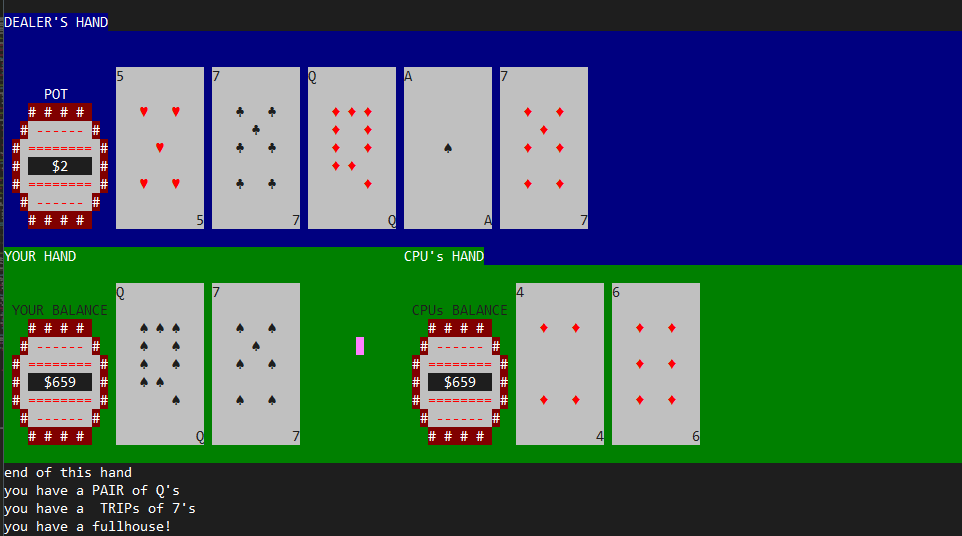 DEALER'S HAND
5 7 Q A 7
POT
# # # #
# ------ #
# ======== #
# $2 #
# ======== #
# ------ #
# # # #
5 7 Q A 7
YOUR HAND CPU's HAND
Q 7 4 6
YOUR BALANCE CPUs BALANCE
# # # # # # # #
# ------ # # ------ #
# ======== # # ======== #
# $659 # # $659 #
# ======== # # ======== #
# ------ # # ------ #
# # # # # # # #
Q 7 4 6
end of this hand
you have a PAIR of Q's
you have a  TRIPs of 7's
you have a fullhouse!